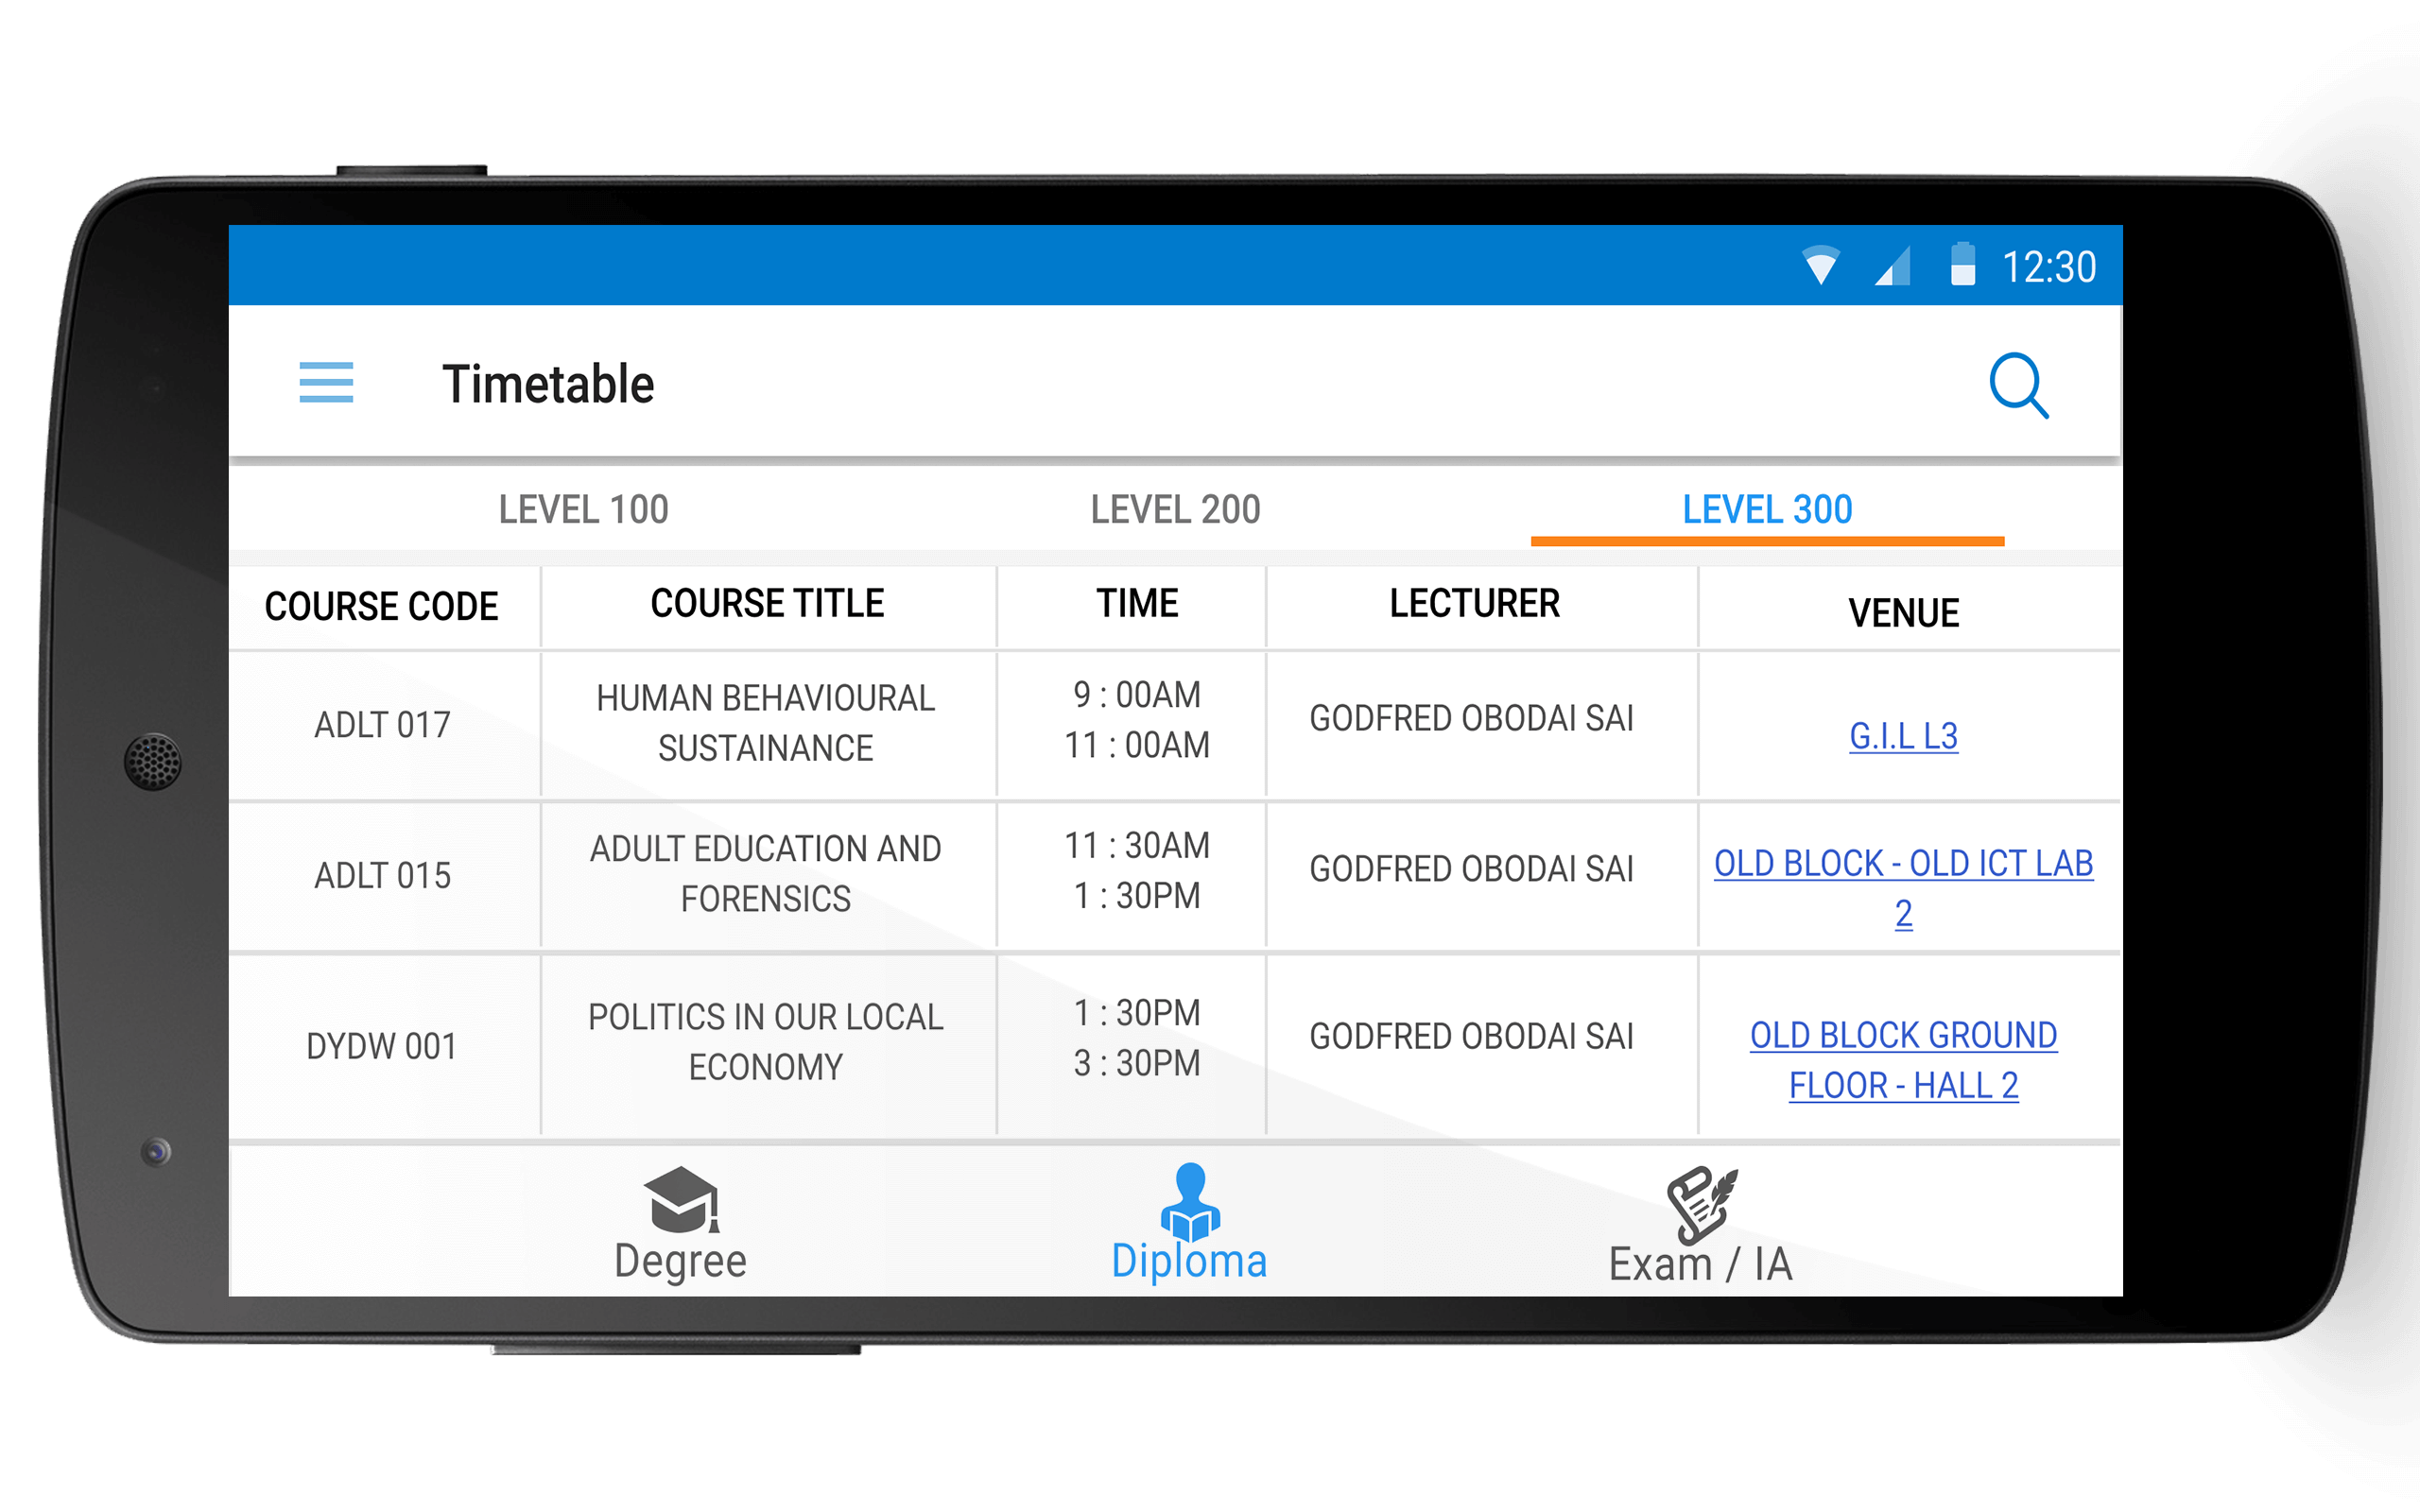 12:30
Timetable
LEVEL 100
LEVEL 200
LEVEL 300
COURSE CODE
COURSE TITLE
TIME
LECTURER
VENUE
ADLT 017
HUMAN BEHAVIOURAL
SUSTAINANCE
9 : 00AM
11 : 00AM
GODFRED OBODAI SAI
G.I.L L3
ADLT 015
ADULT EDUCATION AND
FORENSICS
11 : 30AM
1 : 30PM
GODFRED OBODAI SAI
OLD BLOCK - OLD ICT LAB
2
DYDW 001
POLITICS IN OUR LOCAL
ECONOMY
1 : 30PM
3 : 30PM
GODFRED OBODAI SAI
OLD BLOCK GROUND
FLOOR - HALL 2
Degree
Diploma
Exam / IA